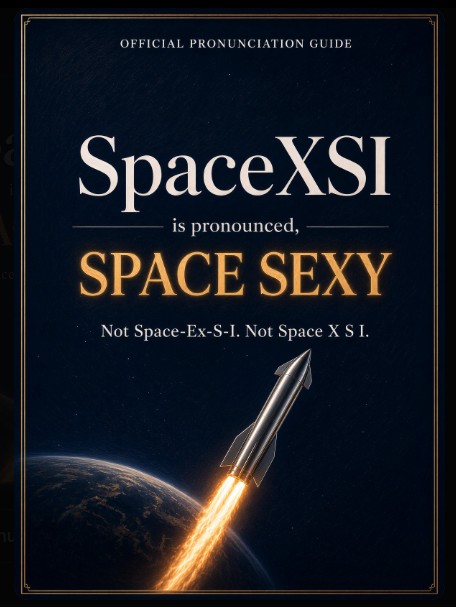 OFFICIAL PRONUNCIATION GUIDE
SpaceXSI
is pronounced,
SPACE SEXY
Not Space-Ex-S-I. Not Space X S I.